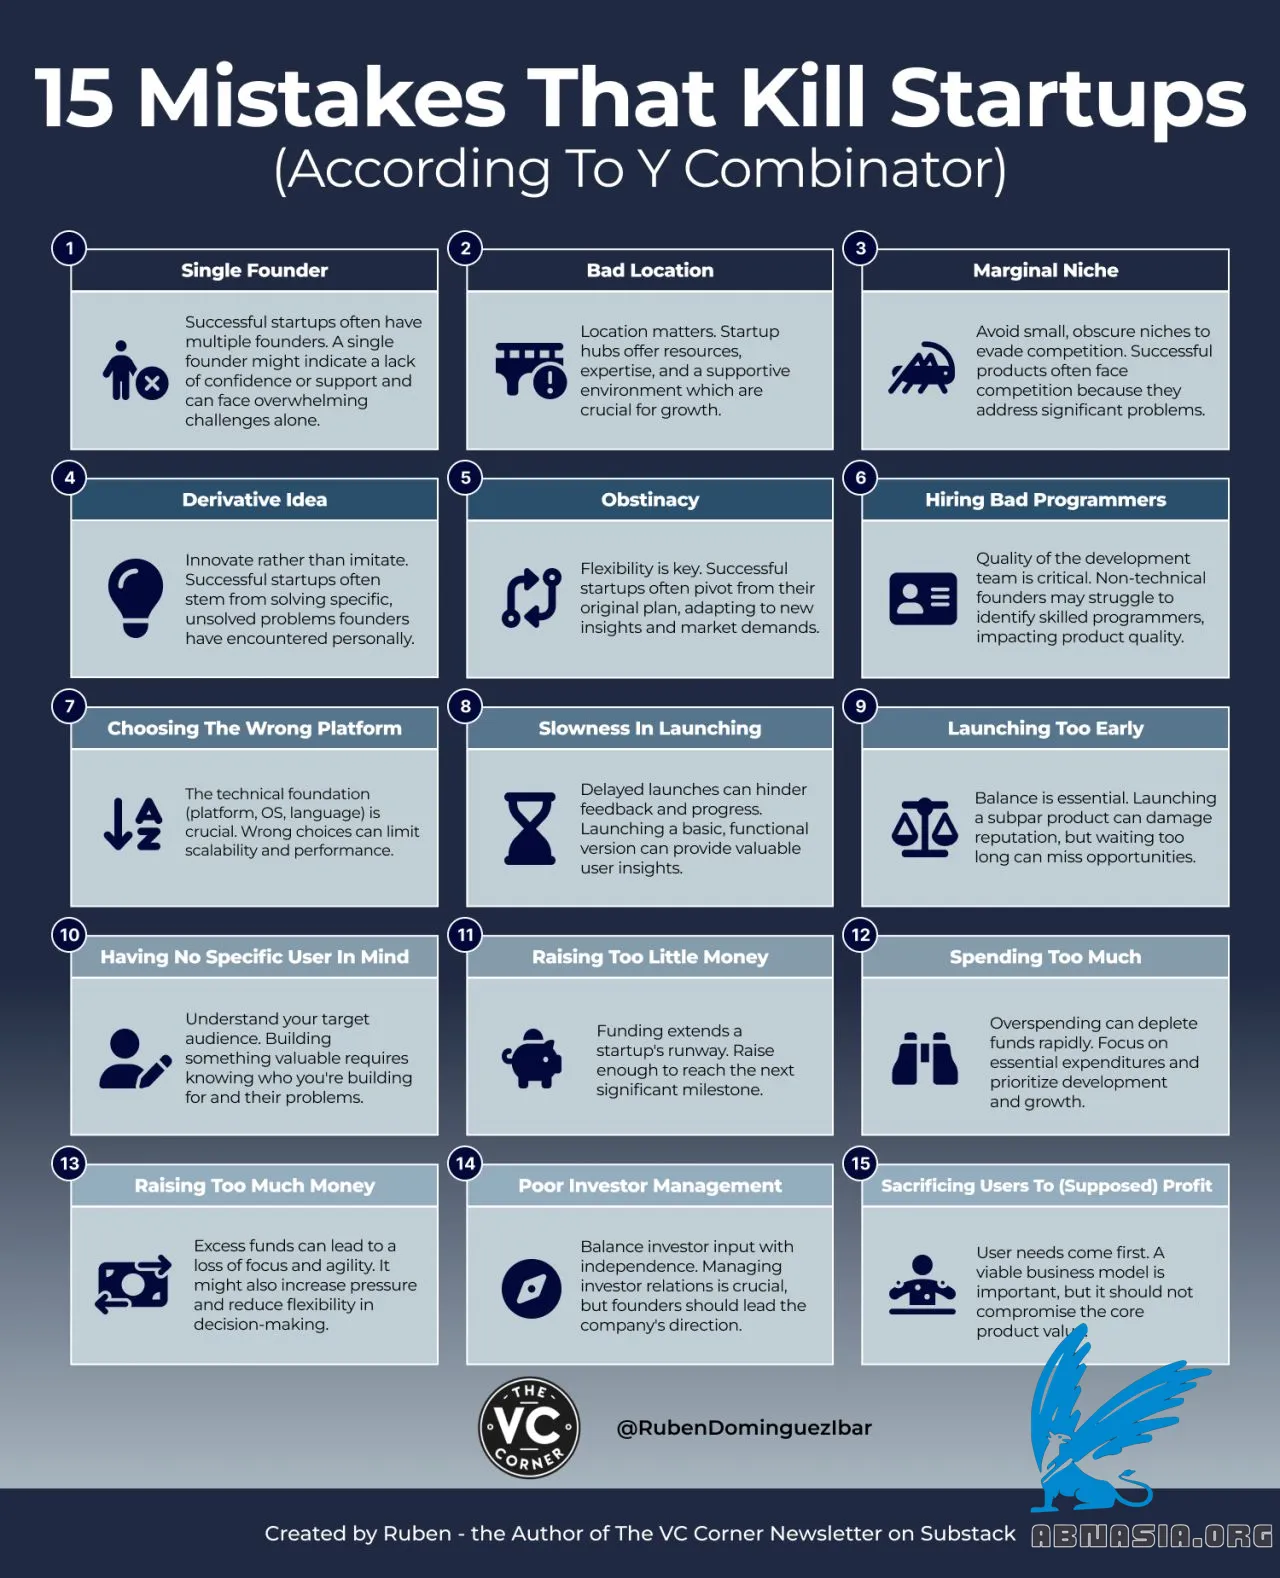 15 Mistakes That Kill Startups
(According To Y Combinator)
1
Single Founder
Successful startups often have
multiple founders. A single
founder might indicate a lack
of confidence or support and
can face overwhelming
challenges alone.
2
Bad Location
Location matters. Startup
hubs offer resources,
expertise, and a supportive
environment which are
crucial for growth.
3
Marginal Niche
Avoid small, obscure niches to
evade competition. Successful
products often face
competition because they
address significant problems.
4
Derivative Idea
Innovate rather than imitate.
Successful startups often
stem from solving specific,
unsolved problems founders
have encountered personally.
5
Obstinacy
Flexibility is key. Successful
startups often pivot from their
original plan, adapting to new
insights and market demands.
6
Hiring Bad Programmers
Quality of the development
team is critical. Non-technical
founders may struggle to
identify skilled programmers,
impacting product quality.
7
Choosing The Wrong Platform
The technical foundation
(platform, OS, language) is
crucial. Wrong choices can limit
scalability and performance.
A
Z
8
Slowness In Launching
Delayed launches can hinder
feedback and progress.
Launching a basic, functional
version can provide valuable
user insights.
9
Launching Too Early
Balance is essential. Launching
a subpar product can damage
reputation, but waiting too
long can miss opportunities.
10
Having No Specific User In Mind
Understand your target
audience. Building
something valuable requires
knowing who you're building
for and their problems.
11
Raising Too Little Money
Funding extends a
startup's runway. Raise
enough to reach the next
significant milestone.
12
Spending Too Much
Overspending can deplete
funds rapidly. Focus on
essential expenditures and
prioritize development
and growth.
13
Raising Too Much Money
Excess funds can lead to a
loss of focus and agility. It
might also increase pressure
and reduce flexibility in
decision-making.
14
Poor Investor Management
Balance investor input with
independence. Managing
investor relations is crucial,
but founders should lead the
company's direction.
15
Sacrificing Users To (Supposed) Profit
User needs come first. A
viable business model is
important, but it should not
compromise the core
product
THE
VC
CORNER
@RubenDominguezIbar
Created by Ruben - the Author of The VC Corner Newsletter on Substack
ABNASIA.ORG